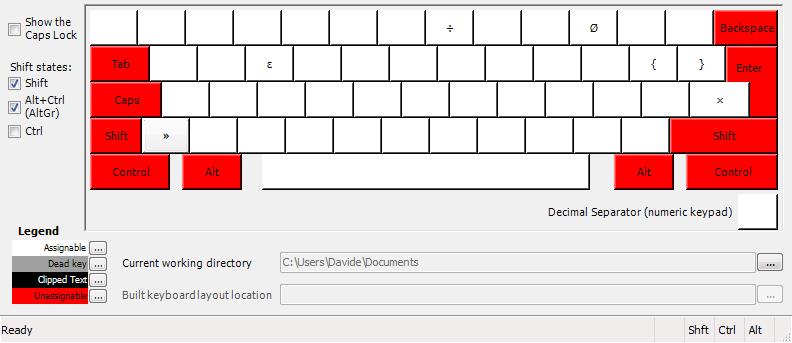 Show the
Caps Lock
Shift states:
Shift
Alt+Ctrl
(AltGr)
Ctrl
÷ Ø Backspace
Tab ε { } Enter
Caps ×
Shift » Shift
Control Alt Alt Control
Decimal Separator (numeric keypad)
Legend
Assignable ...
Dead key ...
Clipped Text ...
Unassignable ...
Current working directory C:\Users\Davide\Documents ...
Built keyboard layout location ...
Ready Shft Ctrl Alt